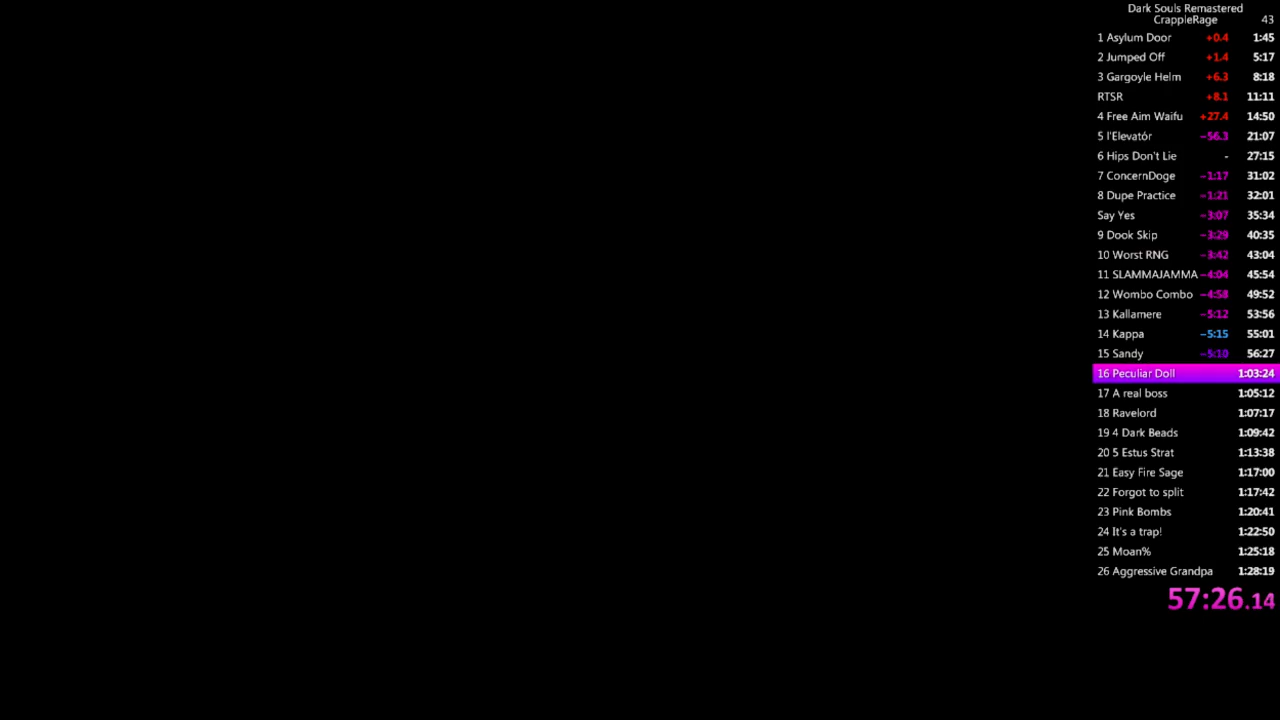 Dark Souls Remastered
CrappleRage 43
1 Asylum Door +0.4 1:45
2 Jumped Off +1.4 5:17
3 Gargoyle Helm +6.3 8:18
RTSR +8.1 11:11
4 Free Aim Waifu +27.4 14:50
5 l'Elevatór −56.3 21:07
6 Hips Don't Lie - 27:15
7 ConcernDoge −1:17 31:02
8 Dupe Practice −1:21 32:01
Say Yes −3:07 35:34
9 Dook Skip −3:29 40:35
10 Worst RNG −3:42 43:04
11 SLAMMAJAMMA −4:04 45:54
12 Wombo Combo −4:58 49:52
13 Kallamere −5:12 53:56
14 Kappa −5:15 55:01
15 Sandy −5:10 56:27
16 Peculiar Doll 1:03:24
17 A real boss 1:05:12
18 Ravelord 1:07:17
19 4 Dark Beads 1:09:42
20 5 Estus Strat 1:13:38
21 Easy Fire Sage 1:17:00
22 Forgot to split 1:17:42
23 Pink Bombs 1:20:41
24 It's a trap! 1:22:50
25 Moan% 1:25:18
26 Aggressive Grandpa 1:28:19
57:26.14